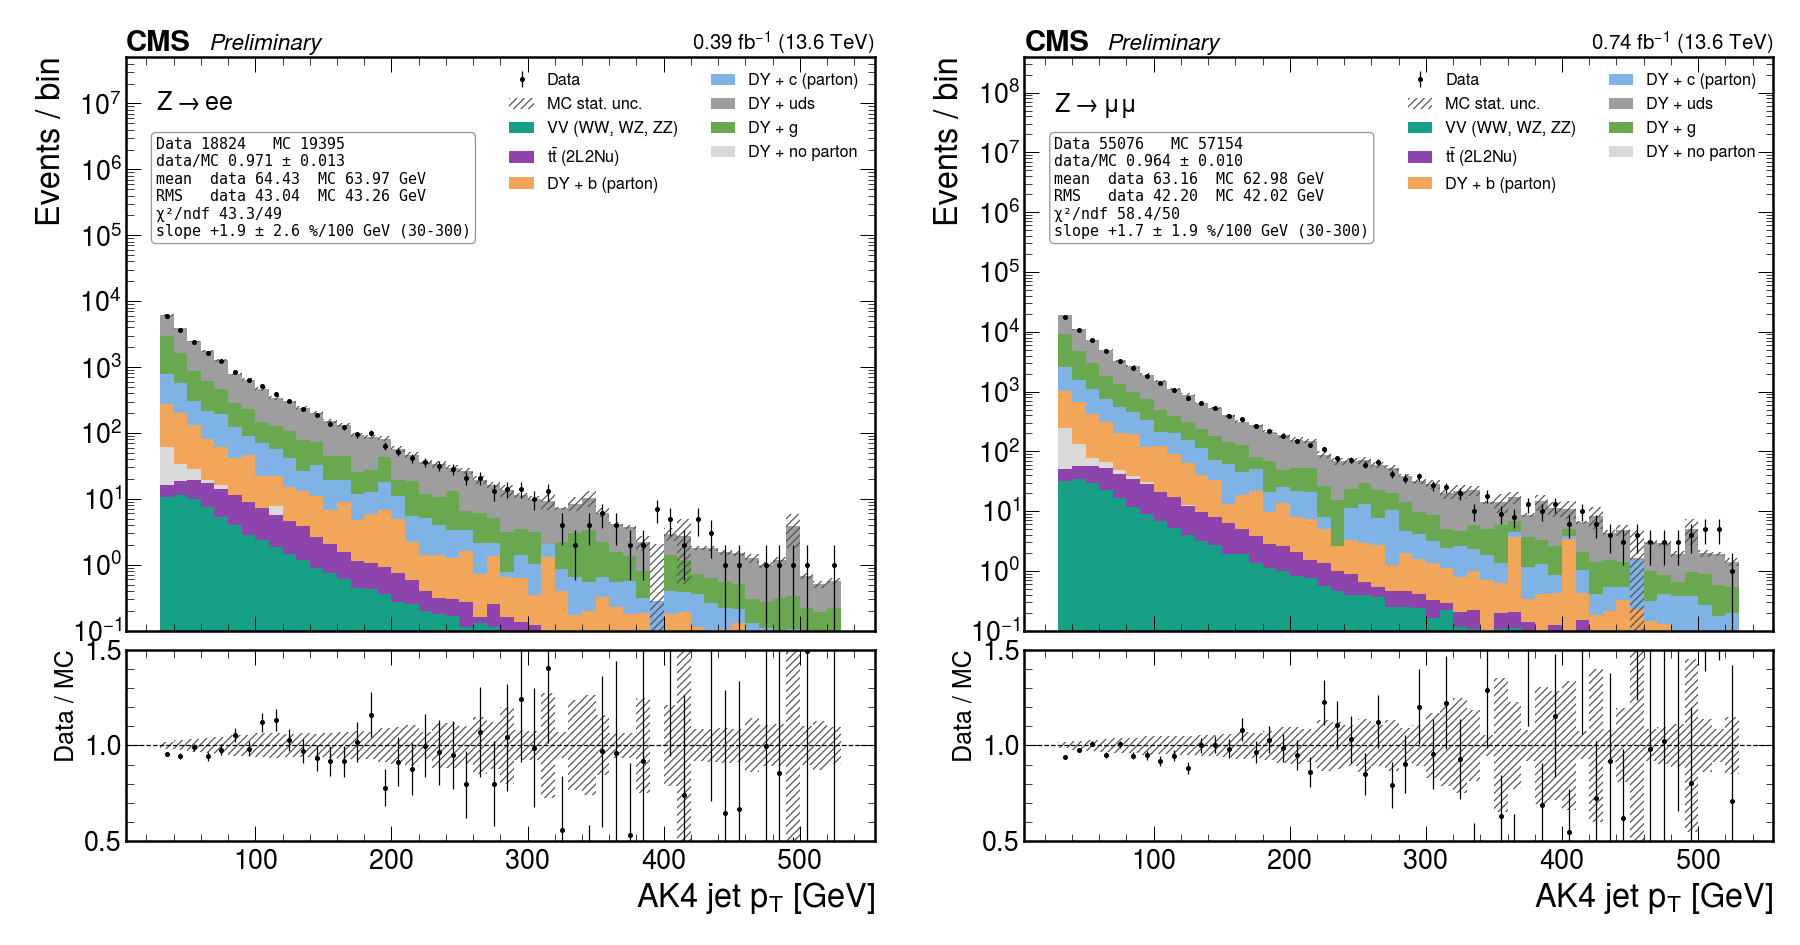 CMS Preliminary 0.39 fb⁻¹ (13.6 TeV)
Events / bin
Z → ee
Data 18824   MC 19395
data/MC 0.971 ± 0.013
mean  data 64.43  MC 63.97 GeV
RMS   data 43.04  MC 43.26 GeV
χ²/ndf 43.3/49
slope +1.9 ± 2.6 %/100 GeV (30-300)
Data
MC stat. unc.
VV (WW, WZ, ZZ)
tt̄ (2L2Nu)
DY + b (parton)
DY + c (parton)
DY + uds
DY + g
DY + no parton
10⁷
10⁶
10⁵
10⁴
10³
10²
10¹
10⁰
10⁻¹
Data / MC
1.5
1.0
0.5
100 200 300 400 500
AK4 jet p_T [GeV]
CMS Preliminary 0.74 fb⁻¹ (13.6 TeV)
Events / bin
Z → μμ
Data 55076   MC 57154
data/MC 0.964 ± 0.010
mean  data 63.16  MC 62.98 GeV
RMS   data 42.20  MC 42.02 GeV
χ²/ndf 58.4/50
slope +1.7 ± 1.9 %/100 GeV (30-300)
Data
MC stat. unc.
VV (WW, WZ, ZZ)
tt̄ (2L2Nu)
DY + b (parton)
DY + c (parton)
DY + uds
DY + g
DY + no parton
10⁸
10⁷
10⁶
10⁵
10⁴
10³
10²
10¹
10⁰
10⁻¹
Data / MC
1.5
1.0
0.5
100 200 300 400 500
AK4 jet p_T [GeV]